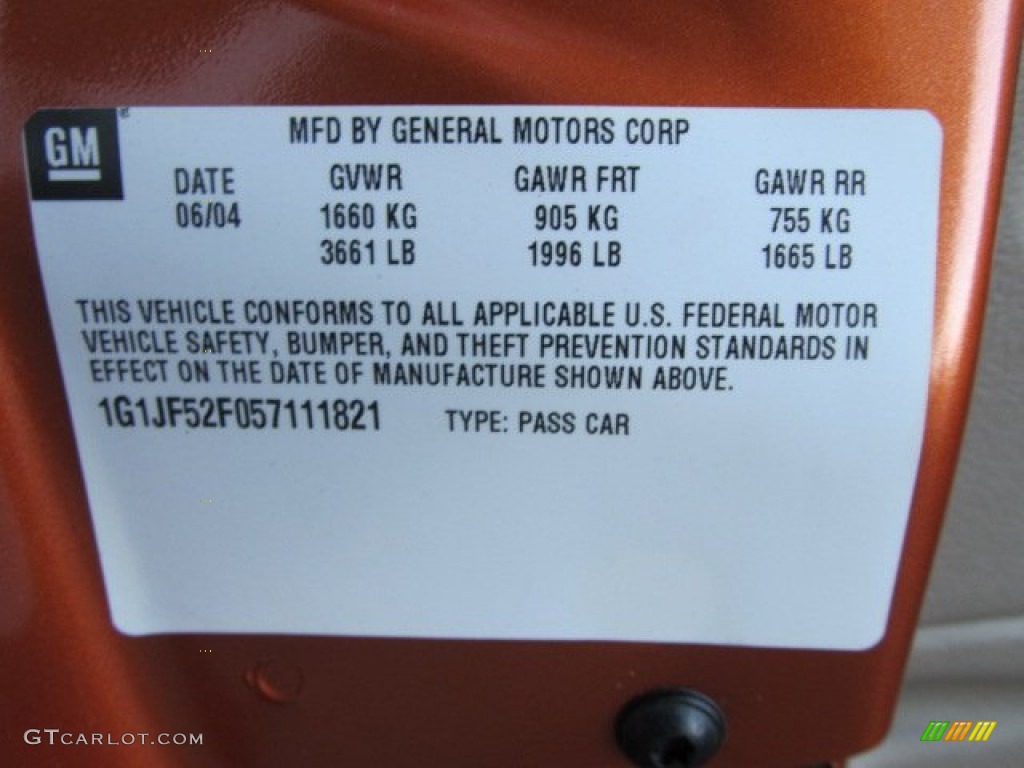 GM
MFD BY GENERAL MOTORS CORP
DATE GVWR GAWR FRT GAWR RR
06/04 1660 KG 905 KG 755 KG
3661 LB 1996 LB 1665 LB
THIS VEHICLE CONFORMS TO ALL APPLICABLE U.S. FEDERAL MOTOR
VEHICLE SAFETY, BUMPER, AND THEFT PREVENTION STANDARDS IN
EFFECT ON THE DATE OF MANUFACTURE SHOWN ABOVE.
1G1JF52F057111821 TYPE: PASS CAR
GTCARLOT.COM